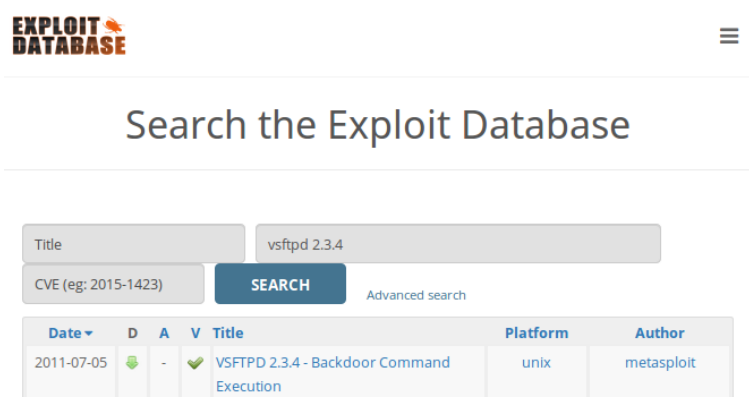 EXPLOIT
DATABASE
Search the Exploit Database
Title
vsftpd 2.3.4
CVE (eg: 2015-1423)
SEARCH
Advanced search
Date D A V Title Platform Author
2011-07-05 - VSFTPD 2.3.4 - Backdoor Command unix metasploit
Execution